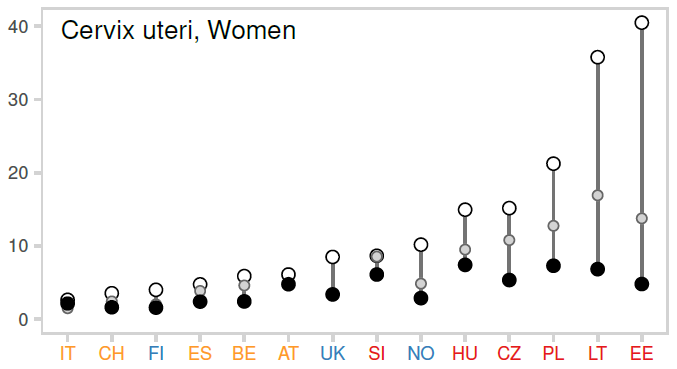 Cervix uteri, Women
40
30
20
10
0
IT CH FI ES BE AT UK SI NO HU CZ PL LT EE